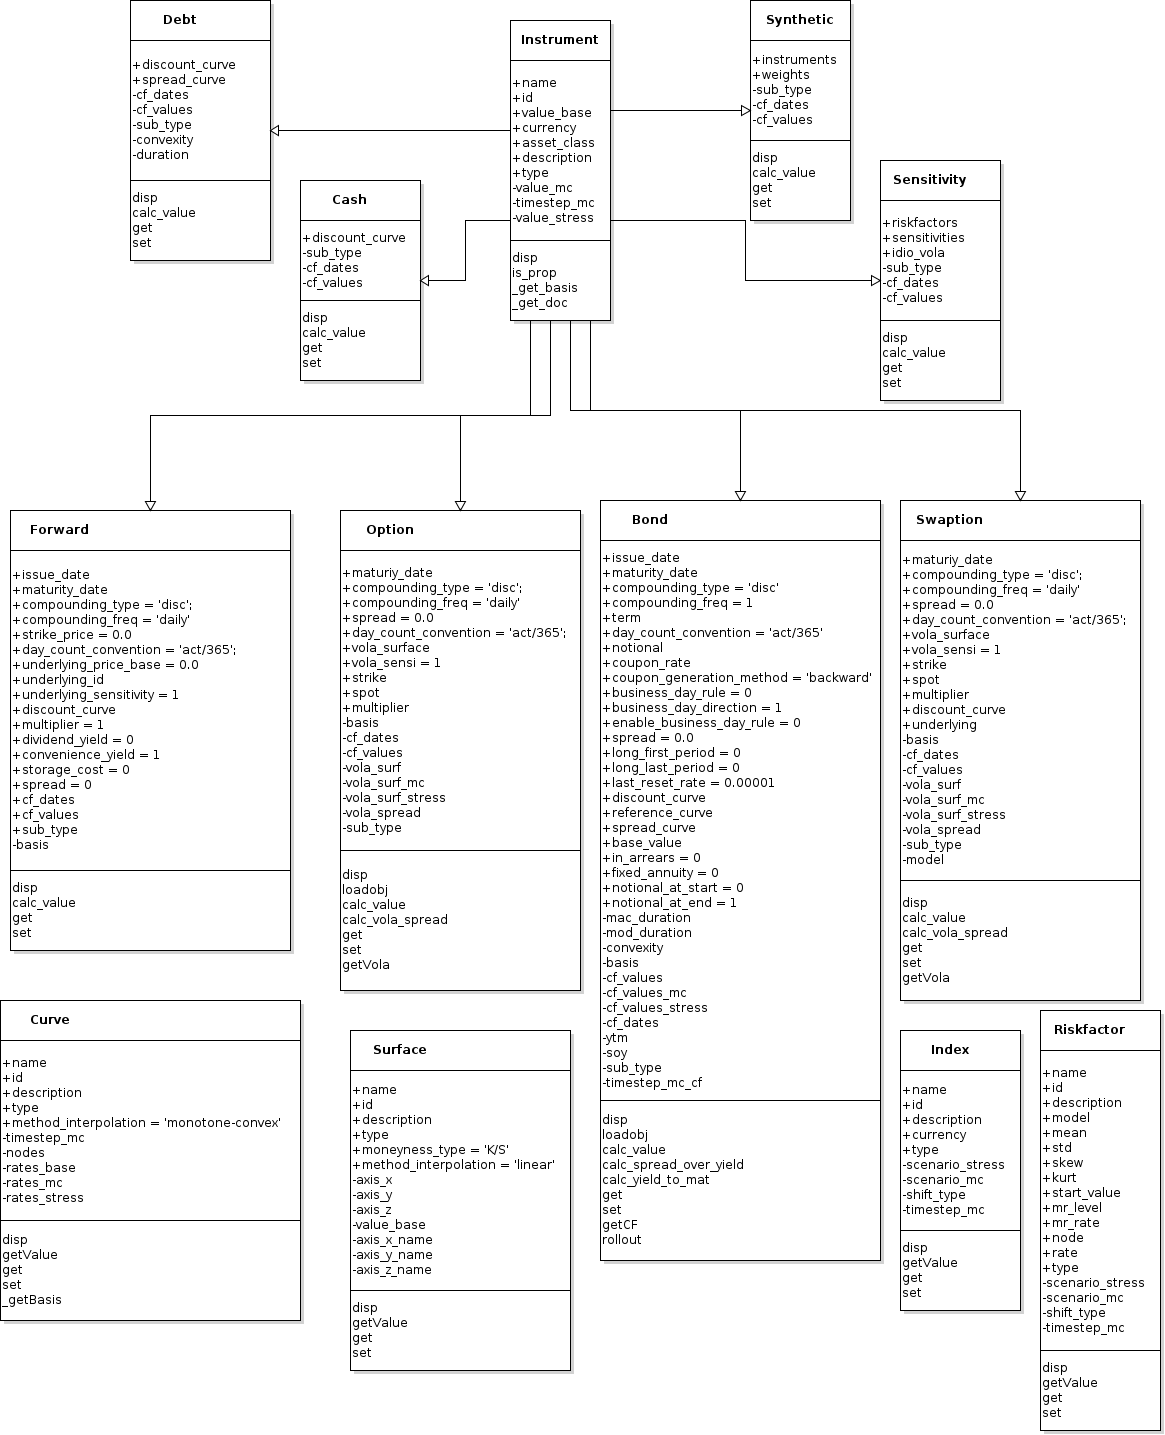 Debt
+discount_curve
+spread_curve
-cf_dates
-cf_values
-sub_type
-convexity
-duration
disp
calc_value
get
set
Instrument
+name
+id
+value_base
+currency
+asset_class
+description
+type
-value_mc
-timestep_mc
-value_stress
disp
is_prop
_get_basis
_get_doc
Synthetic
+instruments
+weights
-sub_type
-cf_dates
-cf_values
disp
calc_value
get
set
Cash
+discount_curve
-sub_type
-cf_dates
-cf_values
disp
calc_value
get
set
Sensitivity
+riskfactors
+sensitivities
+idio_vola
-sub_type
-cf_dates
-cf_values
disp
calc_value
get
set
Forward
+issue_date
+maturity_date
+compounding_type = 'disc';
+compounding_freq = 'daily'
+strike_price = 0.0
+day_count_convention = 'act/365';
+underlying_price_base = 0.0
+underlying_id
+underlying_sensitivity = 1
+discount_curve
+multiplier = 1
+dividend_yield = 0
+convenience_yield = 1
+storage_cost = 0
+spread = 0
+cf_dates
+cf_values
+sub_type
-basis
disp
calc_value
get
set
Option
+maturiy_date
+compounding_type = 'disc';
+compounding_freq = 'daily'
+spread = 0.0
+day_count_convention = 'act/365';
+vola_surface
+vola_sensi = 1
+strike
+spot
+multiplier
-basis
-cf_dates
-cf_values
-vola_surf
-vola_surf_mc
-vola_surf_stress
-vola_spread
-sub_type
disp
loadobj
calc_value
calc_vola_spread
get
set
getVola
Bond
+issue_date
+maturity_date
+compounding_type = 'disc'
+compounding_freq = 1
+term
+day_count_convention = 'act/365'
+notional
+coupon_rate
+coupon_generation_method = 'backward'
+business_day_rule = 0
+business_day_direction = 1
+enable_business_day_rule = 0
+spread = 0.0
+long_first_period = 0
+long_last_period = 0
+last_reset_rate = 0.00001
+discount_curve
+reference_curve
+spread_curve
+base_value
+in_arrears = 0
+fixed_annuity = 0
+notional_at_start = 0
+notional_at_end = 1
-mac_duration
-mod_duration
-convexity
-basis
-cf_values
-cf_values_mc
-cf_values_stress
-cf_dates
-ytm
-soy
-sub_type
-timestep_mc_cf
disp
loadobj
calc_value
calc_spread_over_yield
calc_yield_to_mat
get
set
getCF
rollout
Swaption
+maturiy_date
+compounding_type = 'disc;
+compounding_freq = 'daily'
+spread = 0.0
+day_count_convention = 'act/365';
+vola_surface
+vola_sensi = 1
+strike
+spot
+multiplier
+discount_curve
+underlying
-basis
-cf_dates
-cf_values
-vola_surf
-vola_surf_mc
-vola_surf_stress
-vola_spread
-sub_type
-model
disp
calc_value
calc_vola_spread
get
set
getVola
Curve
+name
+id
+description
+type
+method_interpolation = 'monotone-convex'
-timestep_mc
-nodes
-rates_base
-rates_mc
-rates_stress
disp
getValue
get
set
_getBasis
Surface
+name
+id
+description
+type
+moneyness_type = 'K/S'
+method_interpolation = 'linear'
-axis_x
-axis_y
-axis_z
-value_base
-axis_x_name
-axis_y_name
-axis_z_name
disp
getValue
get
set
Index
+name
+id
+description
+currency
+type
-scenario_stress
-scenario_mc
-shift_type
-timestep_mc
disp
getValue
get
set
Riskfactor
+name
+id
+description
+model
+mean
+std
+skew
+kurt
+start_value
+mr_level
+mr_rate
+node
+rate
+type
-scenario_stress
-scenario_mc
-shift_type
-timestep_mc
disp
getValue
get
set